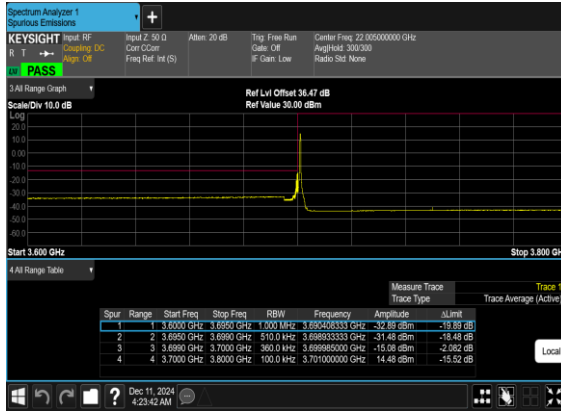 Spectrum Analyzer 1
Spurious Emissions
+
KEYSIGHT Input: RF Input Z: 50 Ω Atten: 20 dB Trig: Free Run Center Freq: 22.005000000 GHz
R T Coupling: DC Corr CCorr Gate: Off Avg|Hold: 300/300
Align: Off Freq Ref: Int (S) IF Gain: Low Radio Std: None
PASS
3 All Range Graph
Ref Lvl Offset 36.47 dB
Scale/Div 10.0 dB Ref Value 30.00 dBm
Log
20.0
10.0
0.00
-10.0
-20.0
-30.0
-40.0
-50.0
-60.0
Start 3.600 GHz Stop 3.800 GH
4 All Range Table
Measure Trace Trace 1
Trace Type Trace Average (Active)
Spur Range Start Freq Stop Freq RBW Frequency Amplitude ΔLimit
1 1 3.6000 GHz 3.6950 GHz 1.000 MHz 3.690408333 GHz -32.89 dBm -19.89 dB
2 2 3.6950 GHz 3.6990 GHz 510.0 kHz 3.698933333 GHz -31.48 dBm -18.48 dB
3 3 3.6990 GHz 3.7000 GHz 360.0 kHz 3.699985000 GHz -15.08 dBm -2.082 dB
4 4 3.7000 GHz 3.8000 GHz 100.0 kHz 3.701000000 GHz 14.48 dBm -15.52 dB
Local
? Dec 11, 2024
4:23:42 AM